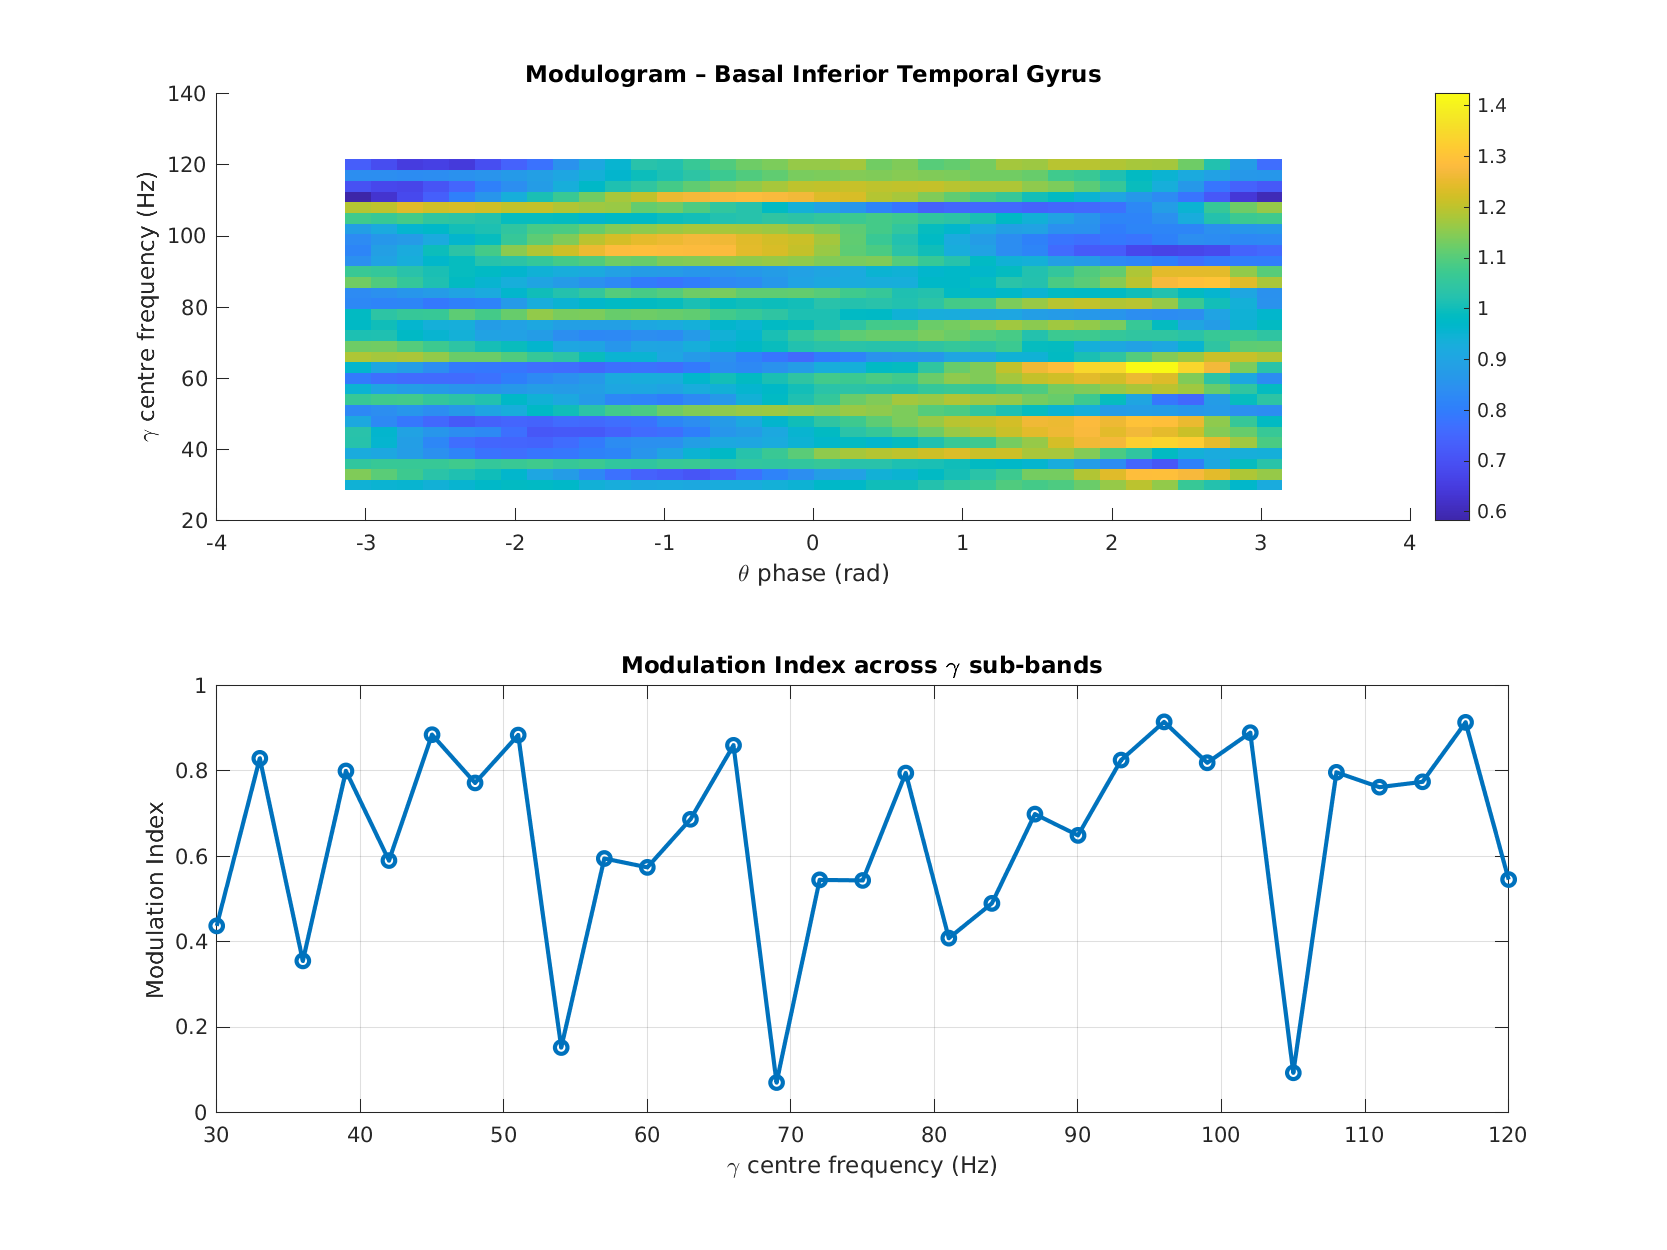 Modulogram – Basal Inferior Temporal Gyrus
140
120
100
80
60
40
20
γ centre frequency (Hz)
-4 -3 -2 -1 0 1 2 3 4
θ phase (rad)
1.4
1.3
1.2
1.1
1
0.9
0.8
0.7
0.6
Modulation Index across γ sub-bands
1
0.8
0.6
0.4
0.2
0
Modulation Index
30 40 50 60 70 80 90 100 110 120
γ centre frequency (Hz)